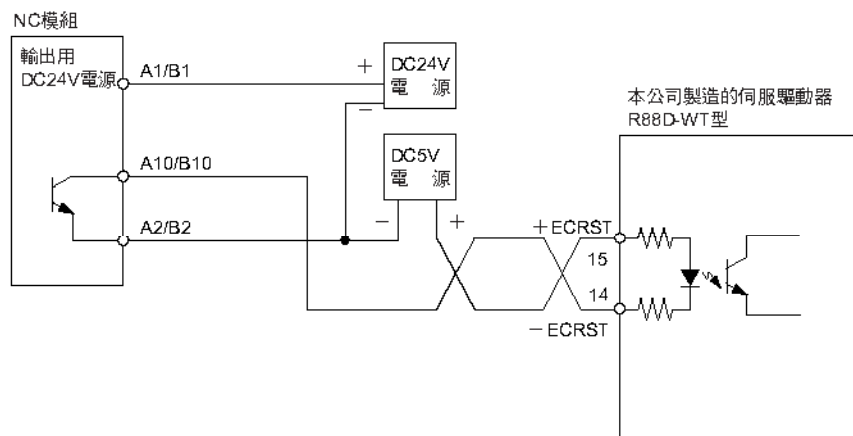 NC模組
輸出用
DC24V電源
A1/B1
+
DC24V
電 源
−
本公司製造的伺服驅動器
R88D-WT型
DC5V
電 源
A10/B10
A2/B2
−
+
+ECRST
15
14
−ECRST